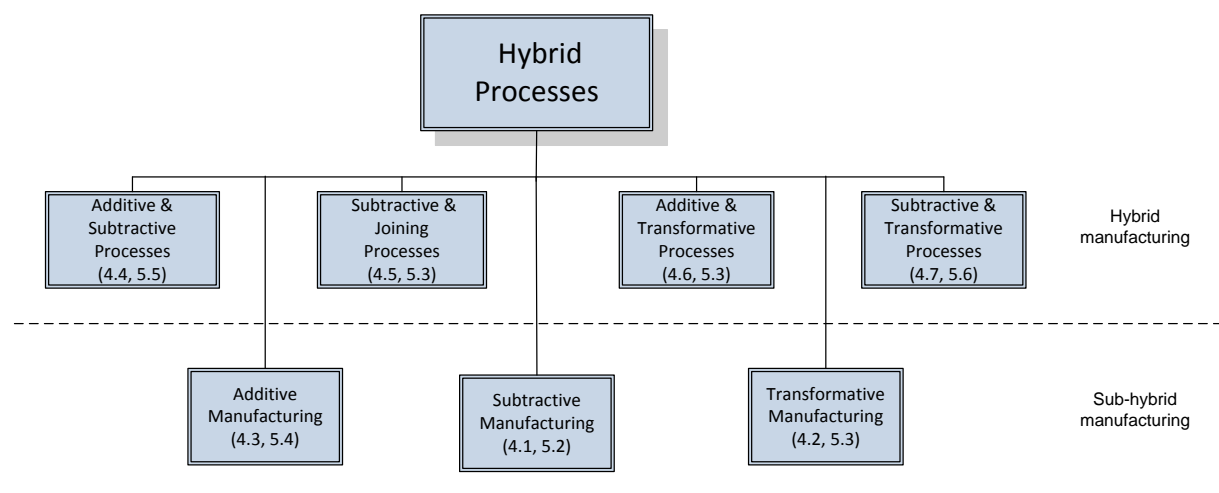 Hybrid
Processes
Additive &
Subtractive
Processes
(4.4, 5.5)
Subtractive &
Joining
Processes
(4.5, 5.3)
Additive &
Transformative
Processes
(4.6, 5.3)
Subtractive &
Transformative
Processes
(4.7, 5.6)
Hybrid
manufacturing
Additive
Manufacturing
(4.3, 5.4)
Subtractive
Manufacturing
(4.1, 5.2)
Transformative
Manufacturing
(4.2, 5.3)
Sub-hybrid
manufacturing